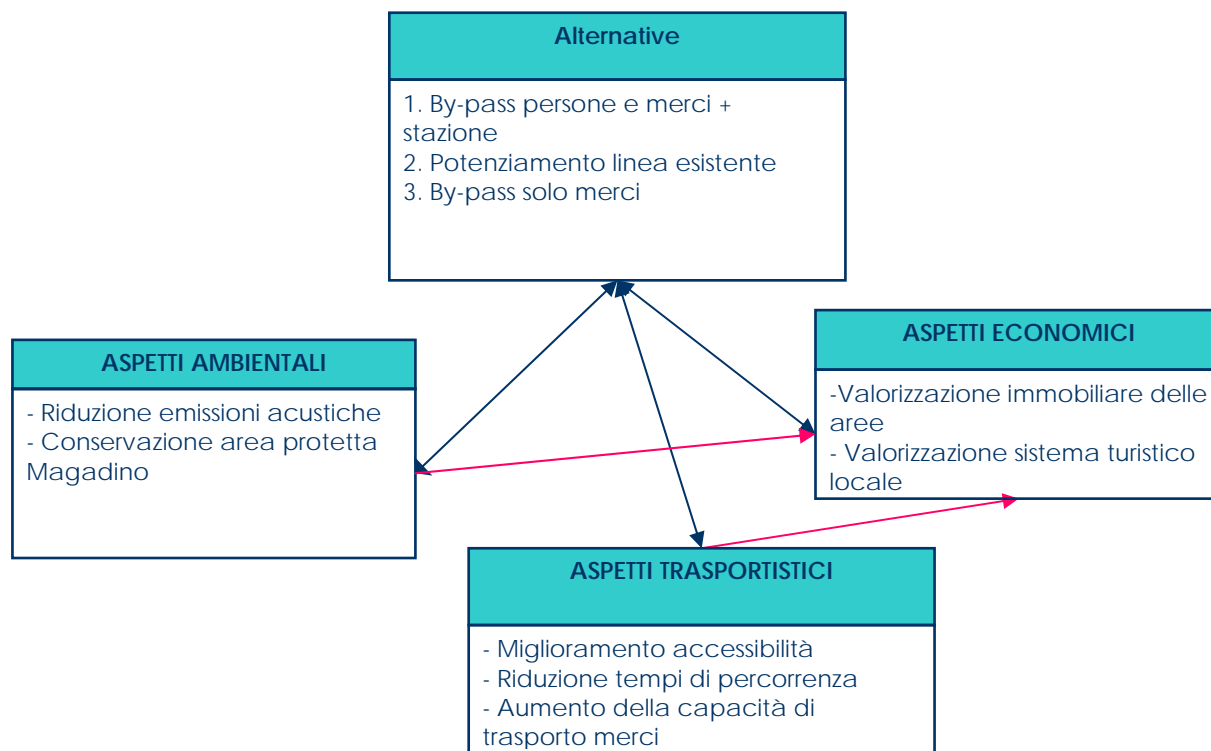 Alternative
1. By-pass persone e merci +
stazione
2. Potenziamento linea esistente
3. By-pass solo merci
ASPETTI AMBIENTALI
- Riduzione emissioni acustiche
- Conservazione area protetta
Magadino
ASPETTI ECONOMICI
-Valorizzazione immobiliare delle
aree
- Valorizzazione sistema turistico
locale
ASPETTI TRASPORTISTICI
- Miglioramento accessibilità
- Riduzione tempi di percorrenza
- Aumento della capacità di
trasporto merci